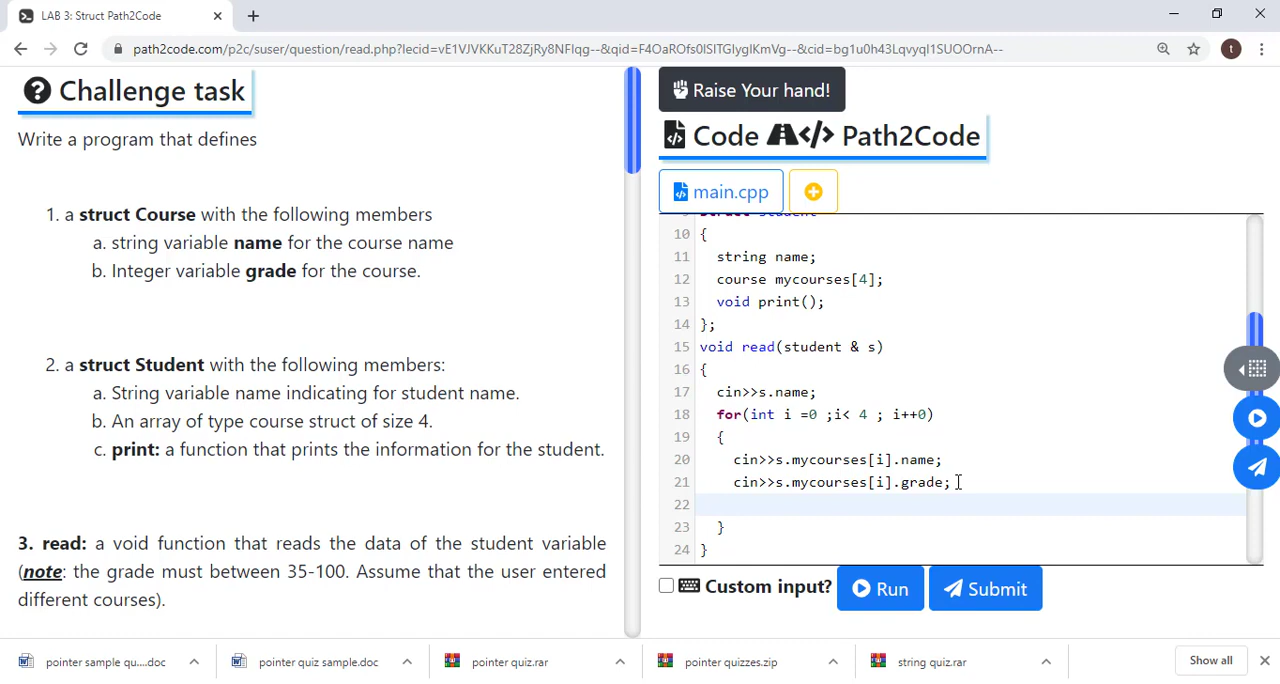 LAB 3: Struct Path2Code
path2code.com/p2c/suser/question/read.php?lecid=vE1VJVKKuT28ZjRy8NFIqg--&qid=F4OaROfs0lSlTGlyglKmVg--&cid=bg1u0h43Lqvyql1SUOOrnA--
t
Challenge task
Write a program that defines
1. a struct Course with the following members
a. string variable name for the course name
b. Integer variable grade for the course.
2. a struct Student with the following members:
a. String variable name indicating for student name.
b. An array of type course struct of size 4.
c. print: a function that prints the information for the student.
3. read: a void function that reads the data of the student variable
(note: the grade must between 35-100. Assume that the user entered
different courses).
Raise Your hand!
Code Path2Code
main.cpp
9 struct student
10 {
11 string name;
12 course mycourses[4];
13 void print();
14 };
15 void read(student & s)
16 {
17 cin>>s.name;
18 for(int i =0 ;i< 4 ; i++0)
19 {
20 cin>>s.mycourses[i].name;
21 cin>>s.mycourses[i].grade;
22
23 }
24 }
Custom input? Run Submit
pointer sample qu....doc
pointer quiz sample.doc
pointer quiz.rar
pointer quizzes.zip
string quiz.rar
Show all